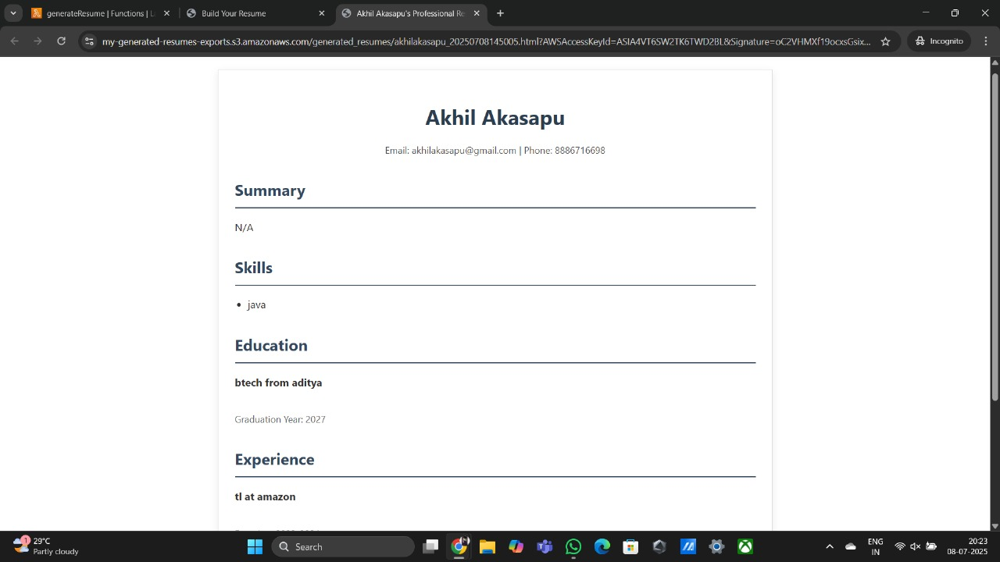 generateResume | Functions | L
Build Your Resume
Akhil Akasapu's Professional Re
my-generated-resumes-exports.s3.amazonaws.com/generated_resumes/akhilakasapu_20250708145005.html?AWSAccessKeyId=ASIA4VT6SW2TK6TWD2BL&Signature=oC2VHMXf19ocxsGsix...
Incognito
Akhil Akasapu
Email: akhilakasapu@gmail.com | Phone: 8886716698
Summary
N/A
Skills
• java
Education
btech from aditya
Graduation Year: 2027
Experience
tl at amazon
1
29°C
Partly cloudy
Search
ENG
IN
20:23
08-07-2025